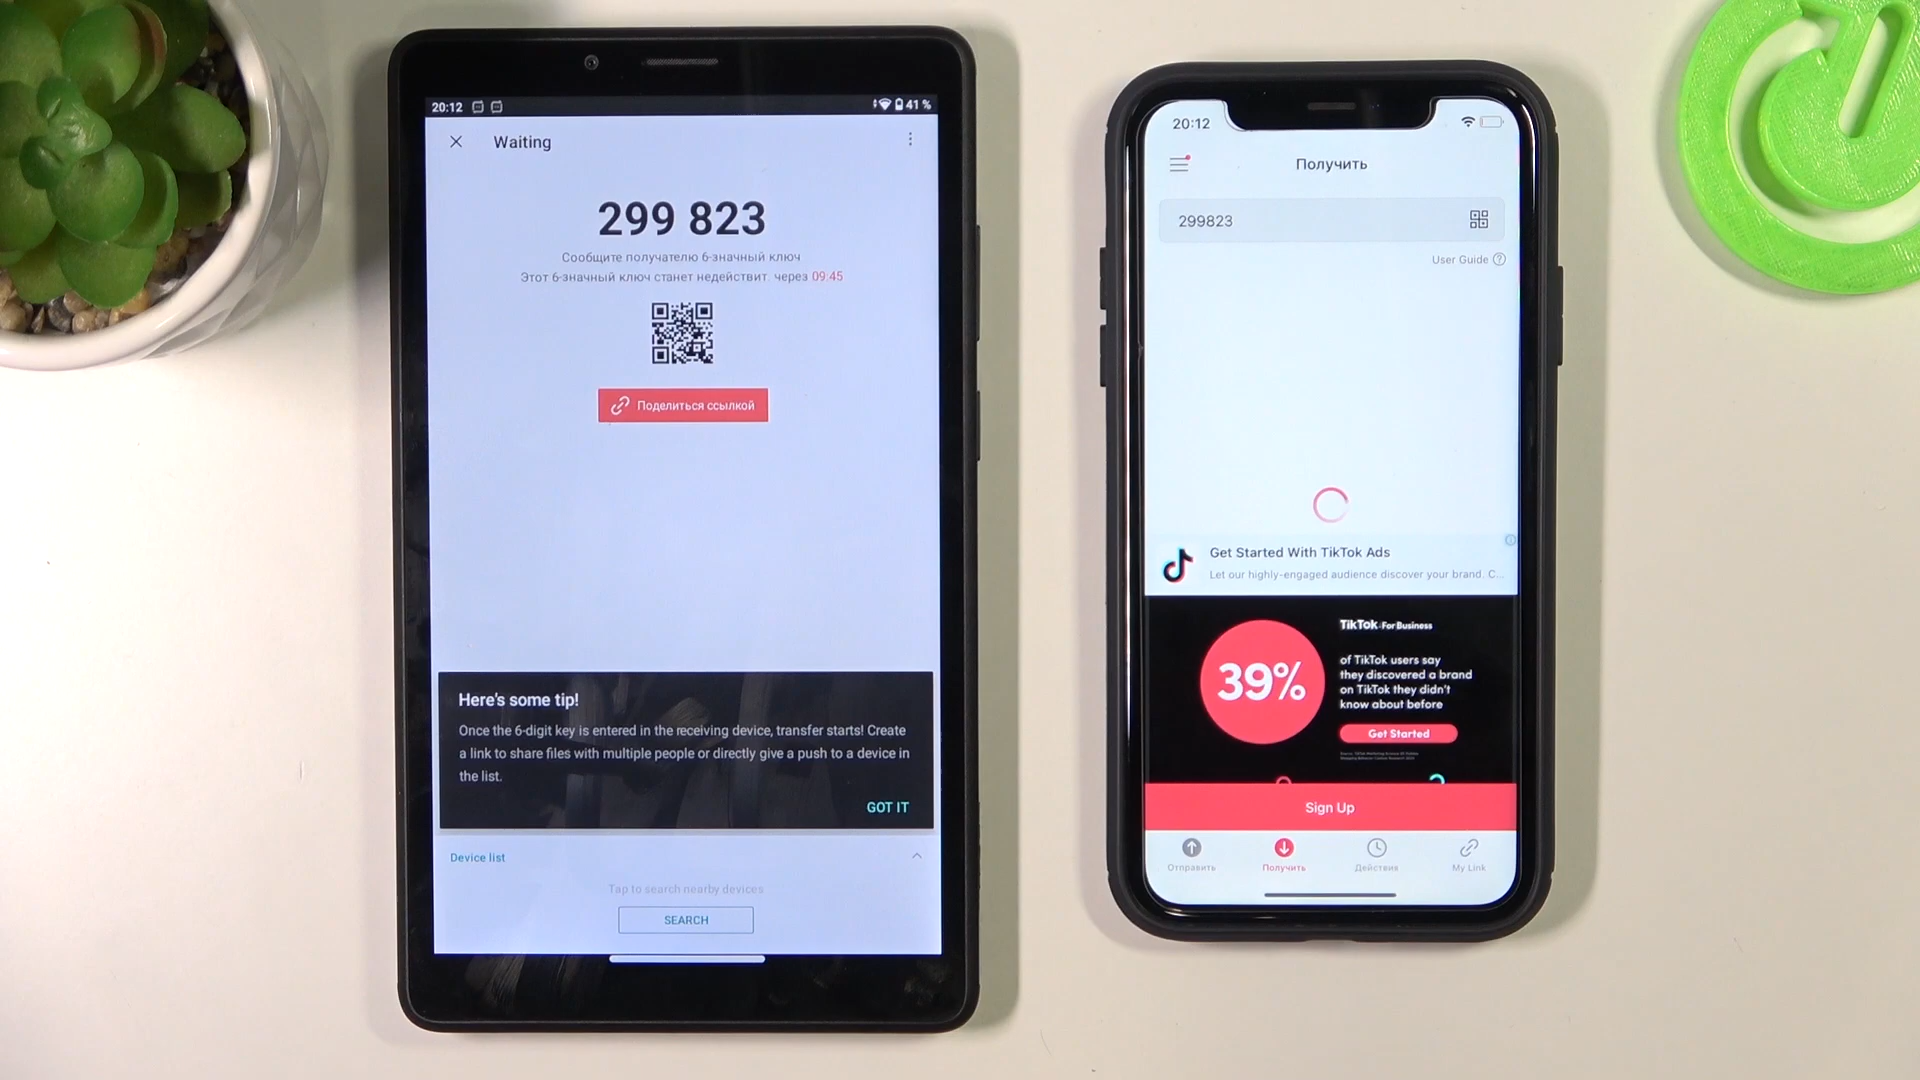 20:12
41 %
Waiting
299 823
Сообщите получателю 6-значный ключ
Этот 6-значный ключ станет недействит. через 09:45
Поделиться ссылкой
Here's some tip!
Once the 6-digit key is entered in the receiving device, transfer starts! Create
a link to share files with multiple people or directly give a push to a device in
the list.
GOT IT
Device list
Tap to search nearby devices
SEARCH
20:12
Получить
299823
User Guide
Get Started With TikTok Ads
Let our highly-engaged audience discover your brand. C...
TikTok For Business
39%
of TikTok users say
they discovered a brand
on TikTok they didn't
know about before
Get Started
Sign Up
Отправить
Получить
Действия
My Link